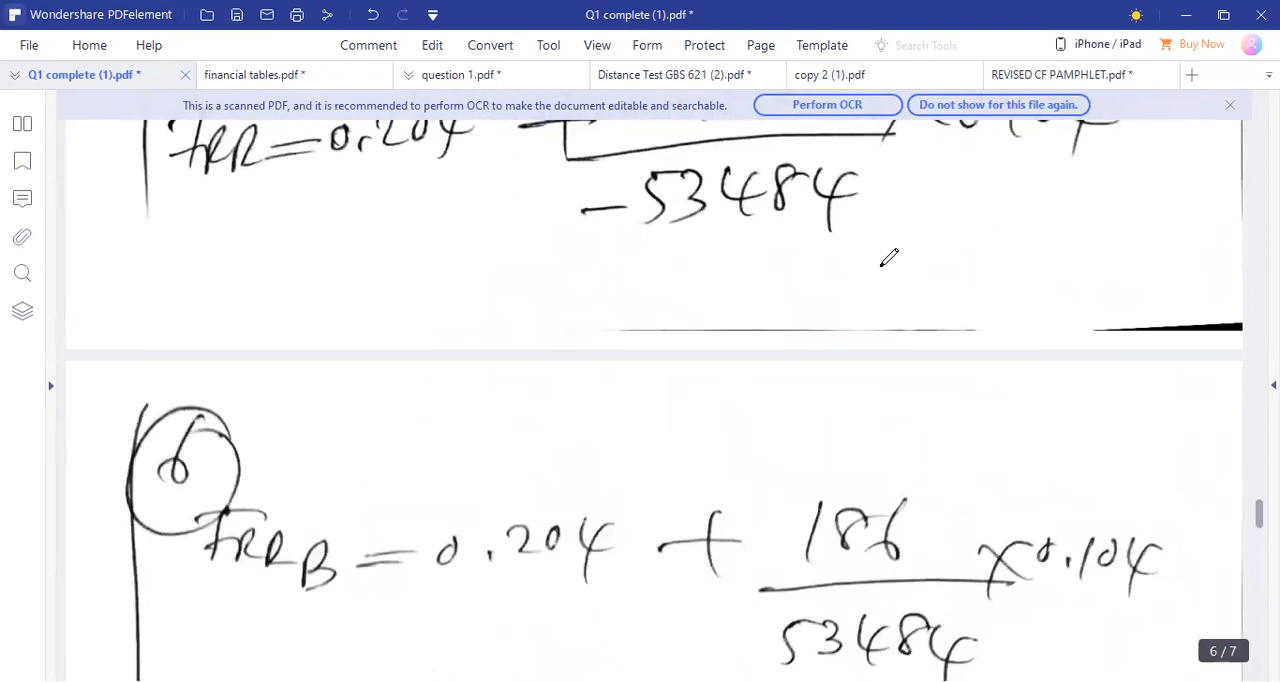 Wondershare PDFelement
Q1 complete (1).pdf *
File Home Help Comment Edit Convert Tool View Form Protect Page Template Search Tools iPhone / iPad Buy Now
Q1 complete (1).pdf * financial tables.pdf * question 1.pdf * Distance Test GBS 621 (2).pdf * copy 2 (1).pdf REVISED CF PAMPHLET.pdf *
This is a scanned PDF, and it is recommended to perform OCR to make the document editable and searchable. Perform OCR Do not show for this file again.
IRR=0.204
-53484
6
IRRB = 0.204 + 186 x0.104
53484
6 / 7